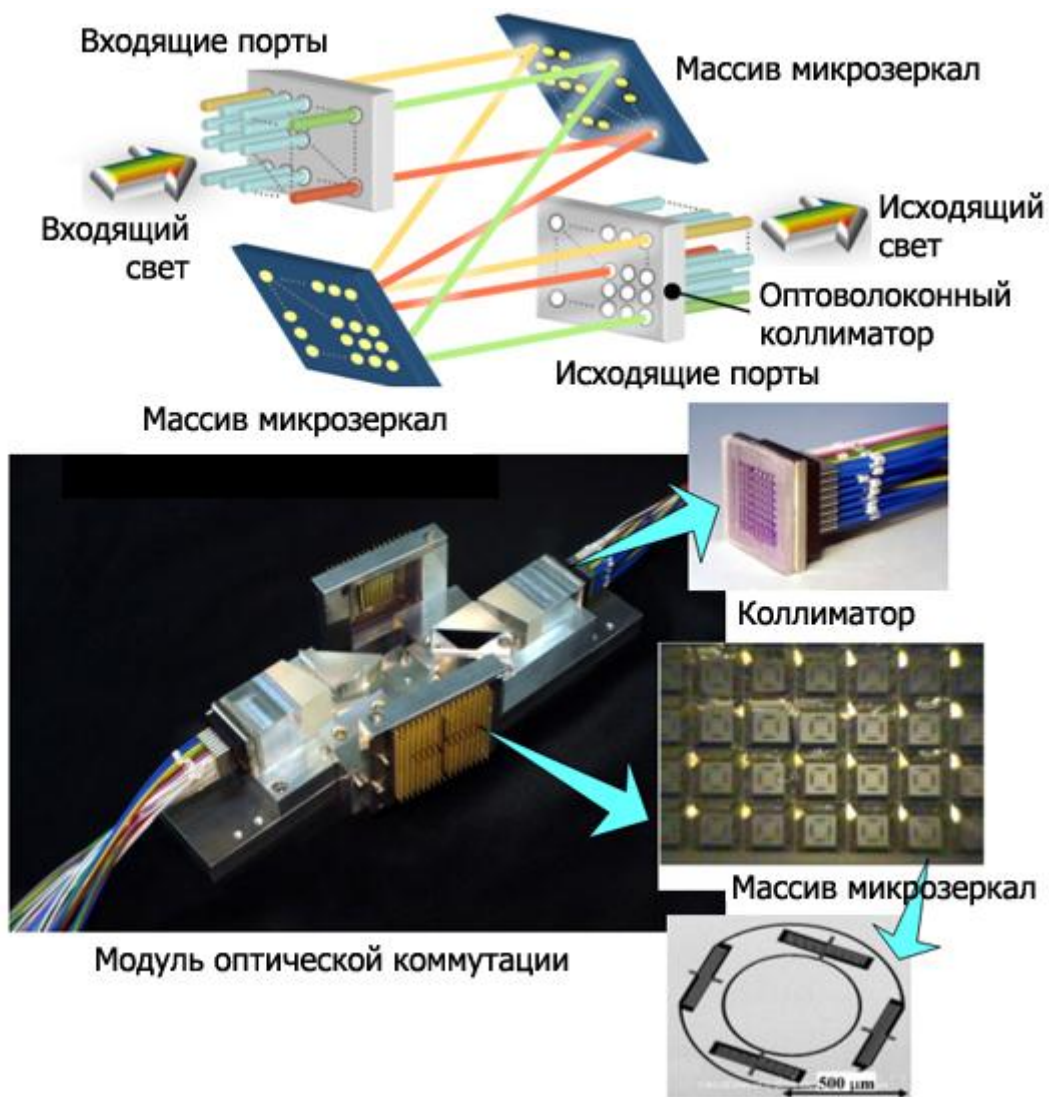 Входящие порты
Массив микрозеркал
Входящий
свет
Исходящий
свет
Оптоволоконный
коллиматор
Исходящие порты
Массив микрозеркал
Коллиматор
Массив микрозеркал
Модуль оптической коммутации
500 μm